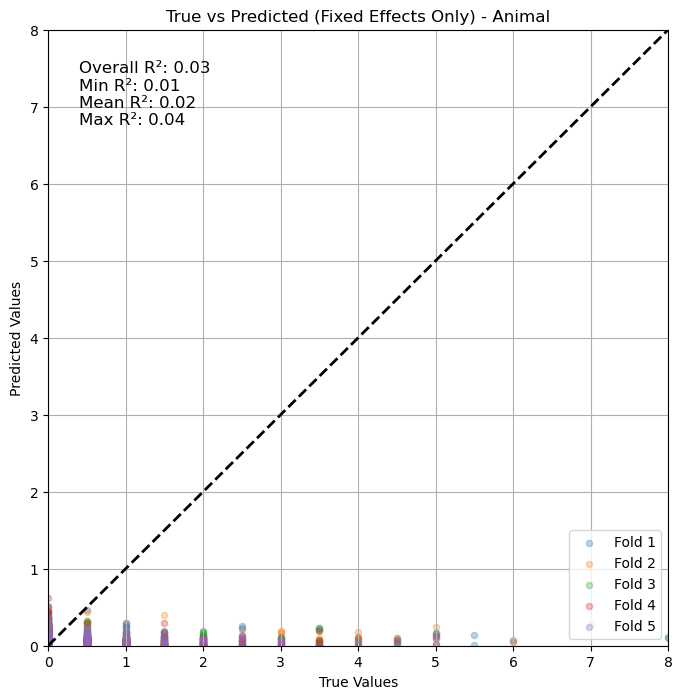 True vs Predicted (Fixed Effects Only) - Animal
8
7
6
5
4
3
2
1
0
Predicted Values
Overall R²: 0.03
Min R²: 0.01
Mean R²: 0.02
Max R²: 0.04
Fold 1
Fold 2
Fold 3
Fold 4
Fold 5
0 1 2 3 4 5 6 7 8
True Values